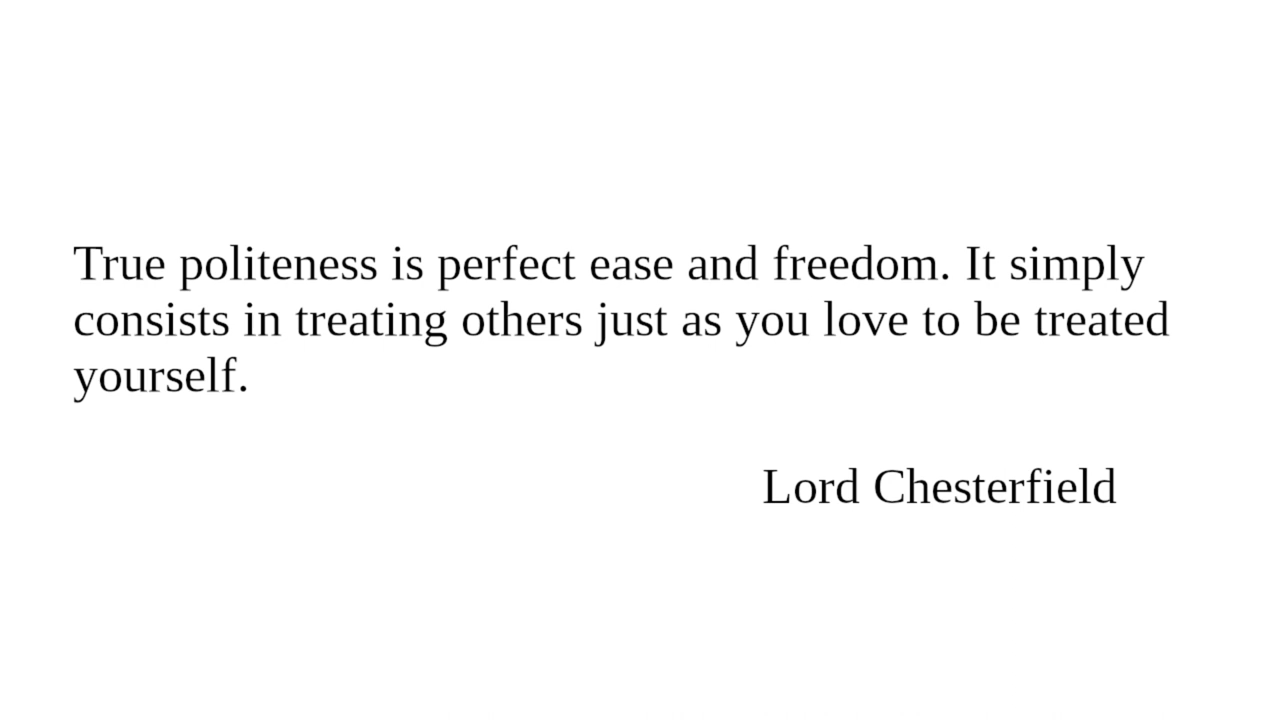 True politeness is perfect ease and freedom. It simply
consists in treating others just as you love to be treated
yourself.
Lord Chesterfield